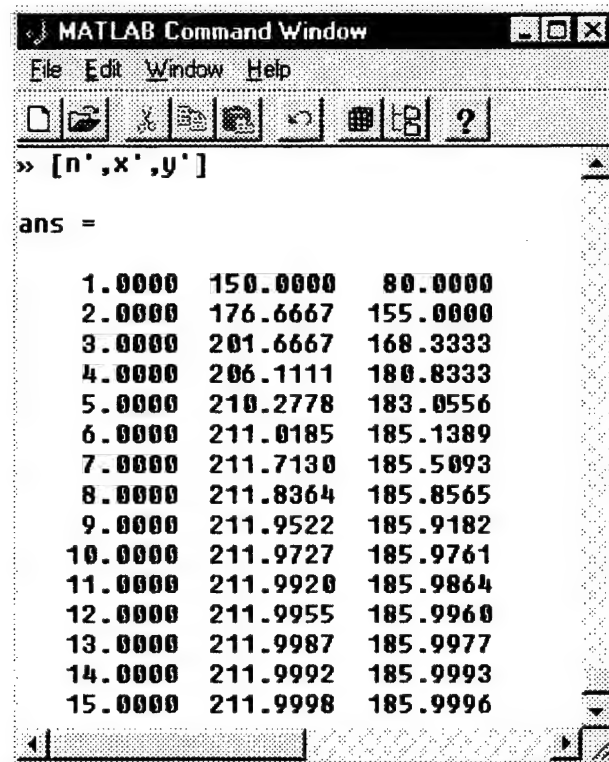 MATLAB Command Window
File Edit Window Help
?
» [n',x',y']
ans =
1.0000 150.0000 80.0000
2.0000 176.6667 155.0000
3.0000 201.6667 168.3333
4.0000 206.1111 180.8333
5.0000 210.2778 183.0556
6.0000 211.0185 185.1389
7.0000 211.7130 185.5093
8.0000 211.8364 185.8565
9.0000 211.9522 185.9182
10.0000 211.9727 185.9761
11.0000 211.9920 185.9864
12.0000 211.9955 185.9960
13.0000 211.9987 185.9977
14.0000 211.9992 185.9993
15.0000 211.9998 185.9996